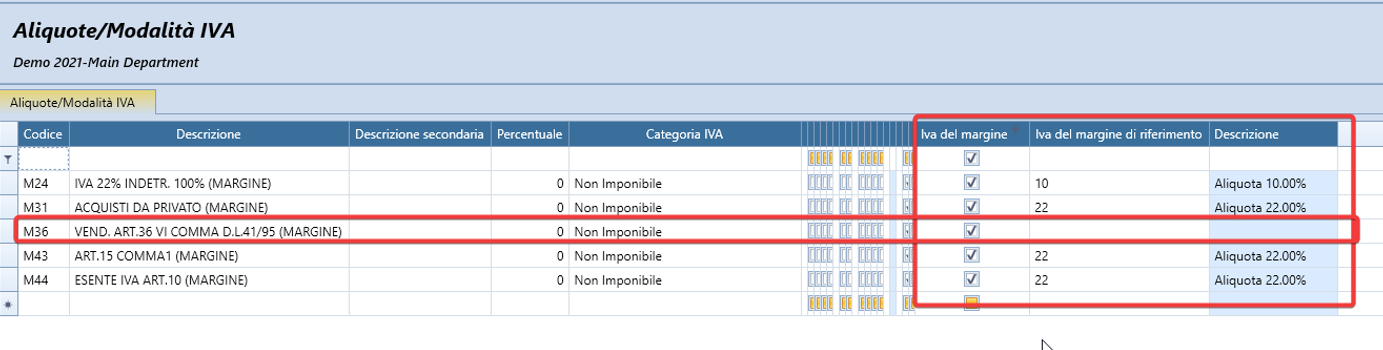 Aliquote/Modalità IVA
Demo 2021-Main Department
Aliquote/Modalità IVA
Codice Descrizione Descrizione secondaria Percentuale Categoria IVA Iva del margine Iva del margine di riferimento Descrizione
M24 IVA 22% INDETR. 100% (MARGINE) 0 Non Imponibile 10 Aliquota 10.00%
M31 ACQUISTI DA PRIVATO (MARGINE) 0 Non Imponibile 22 Aliquota 22.00%
M36 VEND. ART.36 VI COMMA D.L.41/95 (MARGINE) 0 Non Imponibile
M43 ART.15 COMMA1 (MARGINE) 0 Non Imponibile 22 Aliquota 22.00%
M44 ESENTE IVA ART.10 (MARGINE) 0 Non Imponibile 22 Aliquota 22.00%